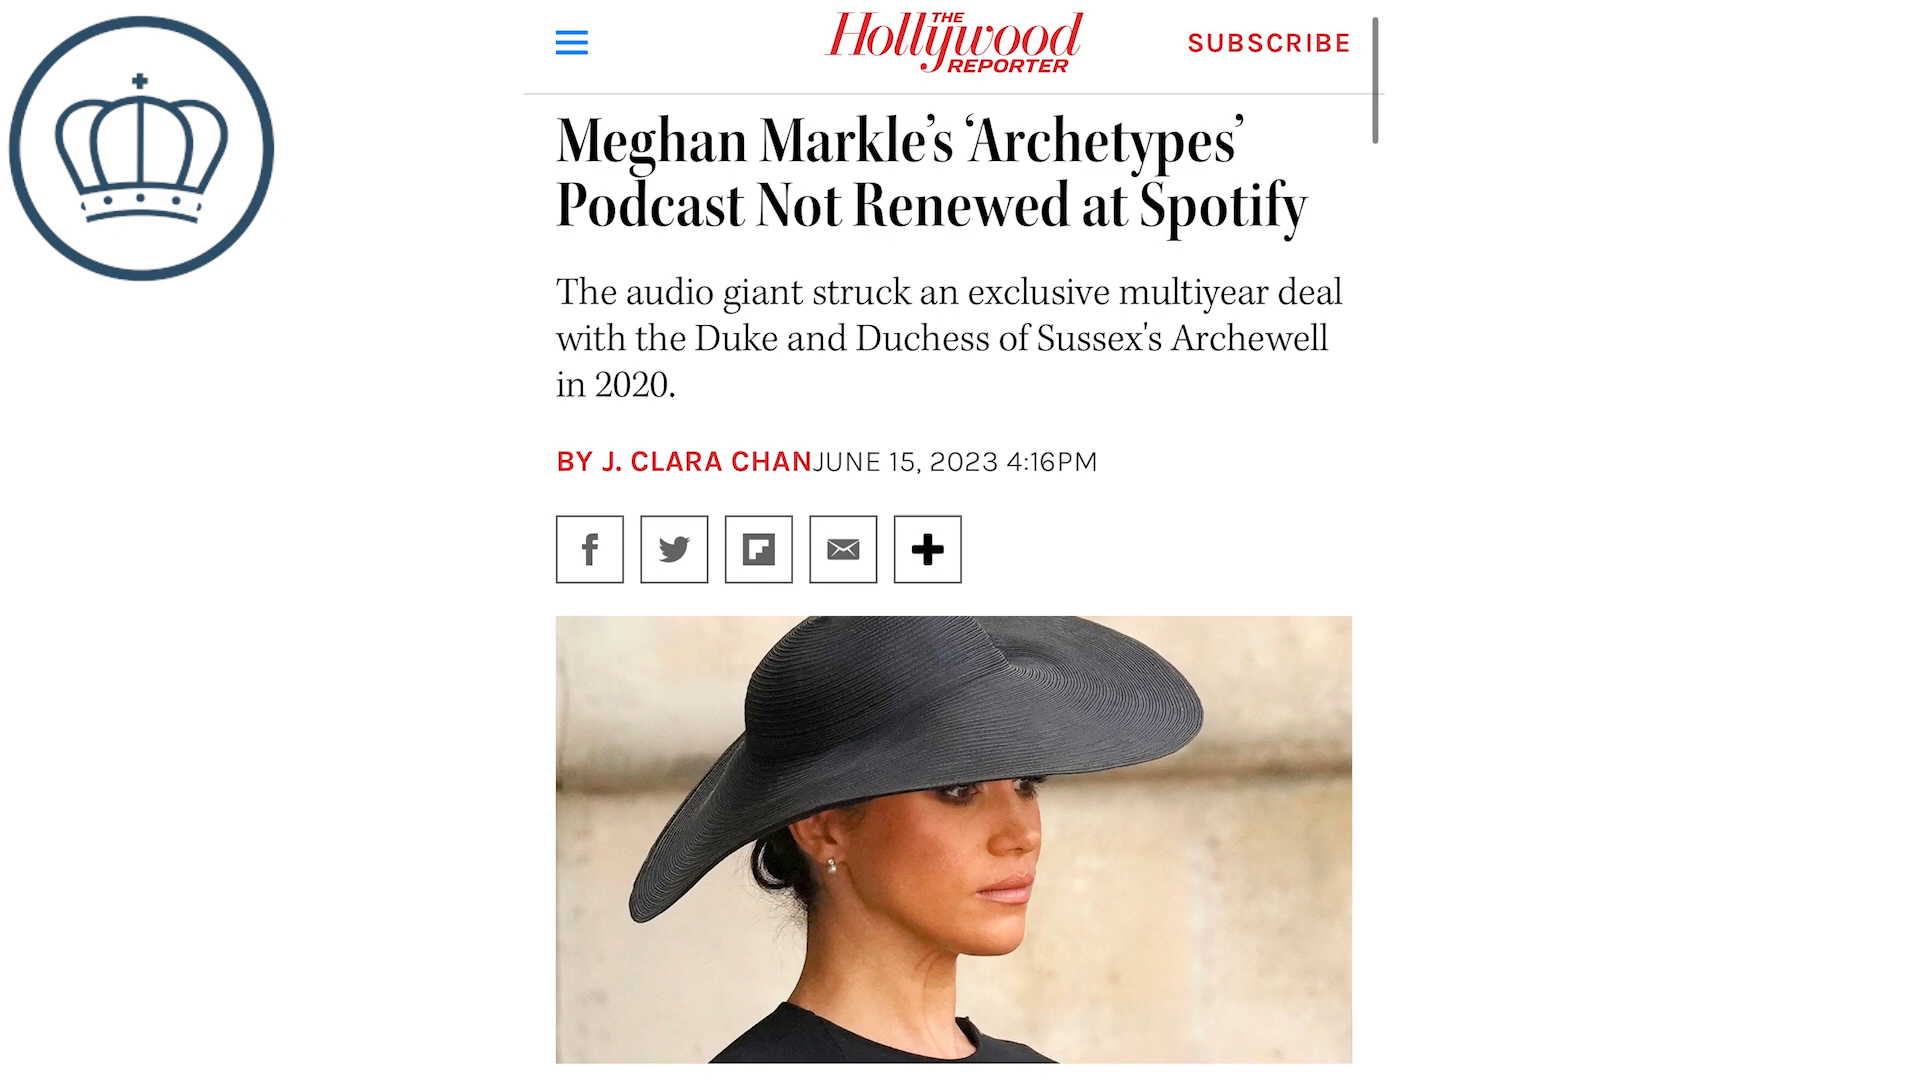 THE
Hollywood
REPORTER
SUBSCRIBE
Meghan Markle’s ‘Archetypes’
Podcast Not Renewed at Spotify
The audio giant struck an exclusive multiyear deal
with the Duke and Duchess of Sussex's Archewell
in 2020.
BY J. CLARA CHANJUNE 15, 2023 4:16PM